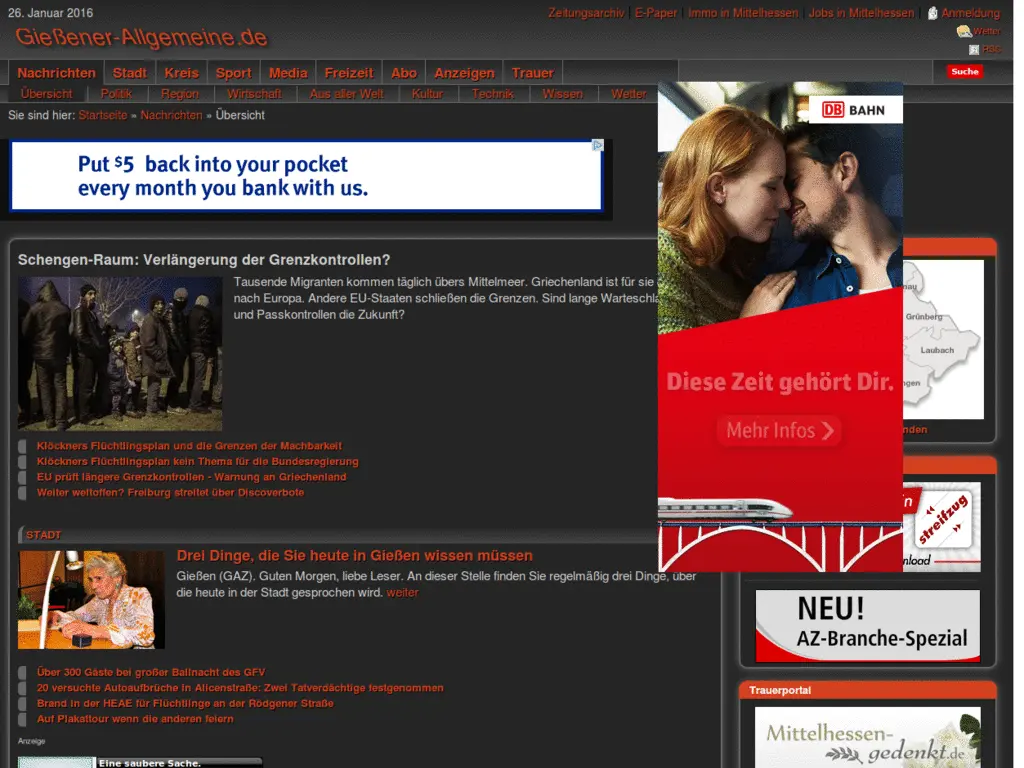 26. Januar 2016
Zeitungsarchiv | E-Paper | Immo in Mittelhessen | Jobs in Mittelhessen | Anmeldung
Gießener-Allgemeine.de
Wetter
RSS
Nachrichten Stadt Kreis Sport Media Freizeit Abo Anzeigen Trauer
Suche
Übersicht Politik Region Wirtschaft Aus aller Welt Kultur Technik Wissen Wetter
Sie sind hier: Startseite » Nachrichten » Übersicht
DB BAHN
Put $5 back into your pocket
every month you bank with us.
Schengen-Raum: Verlängerung der Grenzkontrollen?
Tausende Migranten kommen täglich übers Mittelmeer. Griechenland ist für sie
nach Europa. Andere EU-Staaten schließen die Grenzen. Sind lange
und Passkontrollen die Zukunft?
Grünberg
Laubach
Diese Zeit gehört Dir.
Mehr Infos
Klöckners Flüchtlingsplan und die Grenzen der Machbarkeit
Klöckners Flüchtlingsplan kein Thema für die Bundesregierung
EU prüft längere Grenzkontrollen - Warnung an Griechenland
Weiter weltoffen? Freiburg streitet über Discoverbote
streifzug
STADT
Drei Dinge, die Sie heute in Gießen wissen müssen
Gießen (GAZ). Guten Morgen, liebe Leser. An dieser Stelle finden Sie regelmäßig drei Dinge, über
die heute in der Stadt gesprochen wird. weiter
NEU!
AZ-Branche-Spezial
Über 300 Gäste bei großer Ballnacht des GFV
20 versuchte Autoaufbrüche in Alicenstraße: Zwei Tatverdächtige festgenommen
Brand in der HEAE für Flüchtlinge an der Rödgener Straße
Auf Plakattour wenn die anderen feiern
Trauerportal
Mittelhessen-
gedenkt.de
Anzeige
Eine saubere Sache.